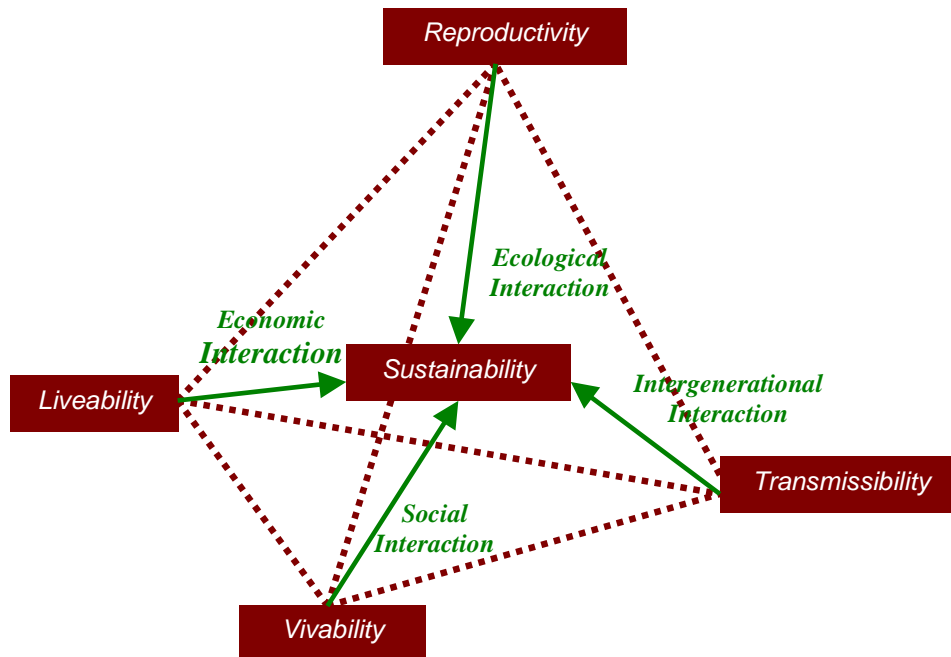 Reproductivity
Ecological
Interaction
Economic
Interaction
Sustainability
Liveability
Intergenerational
Interaction
Transmissibility
Social
Interaction
Vivability